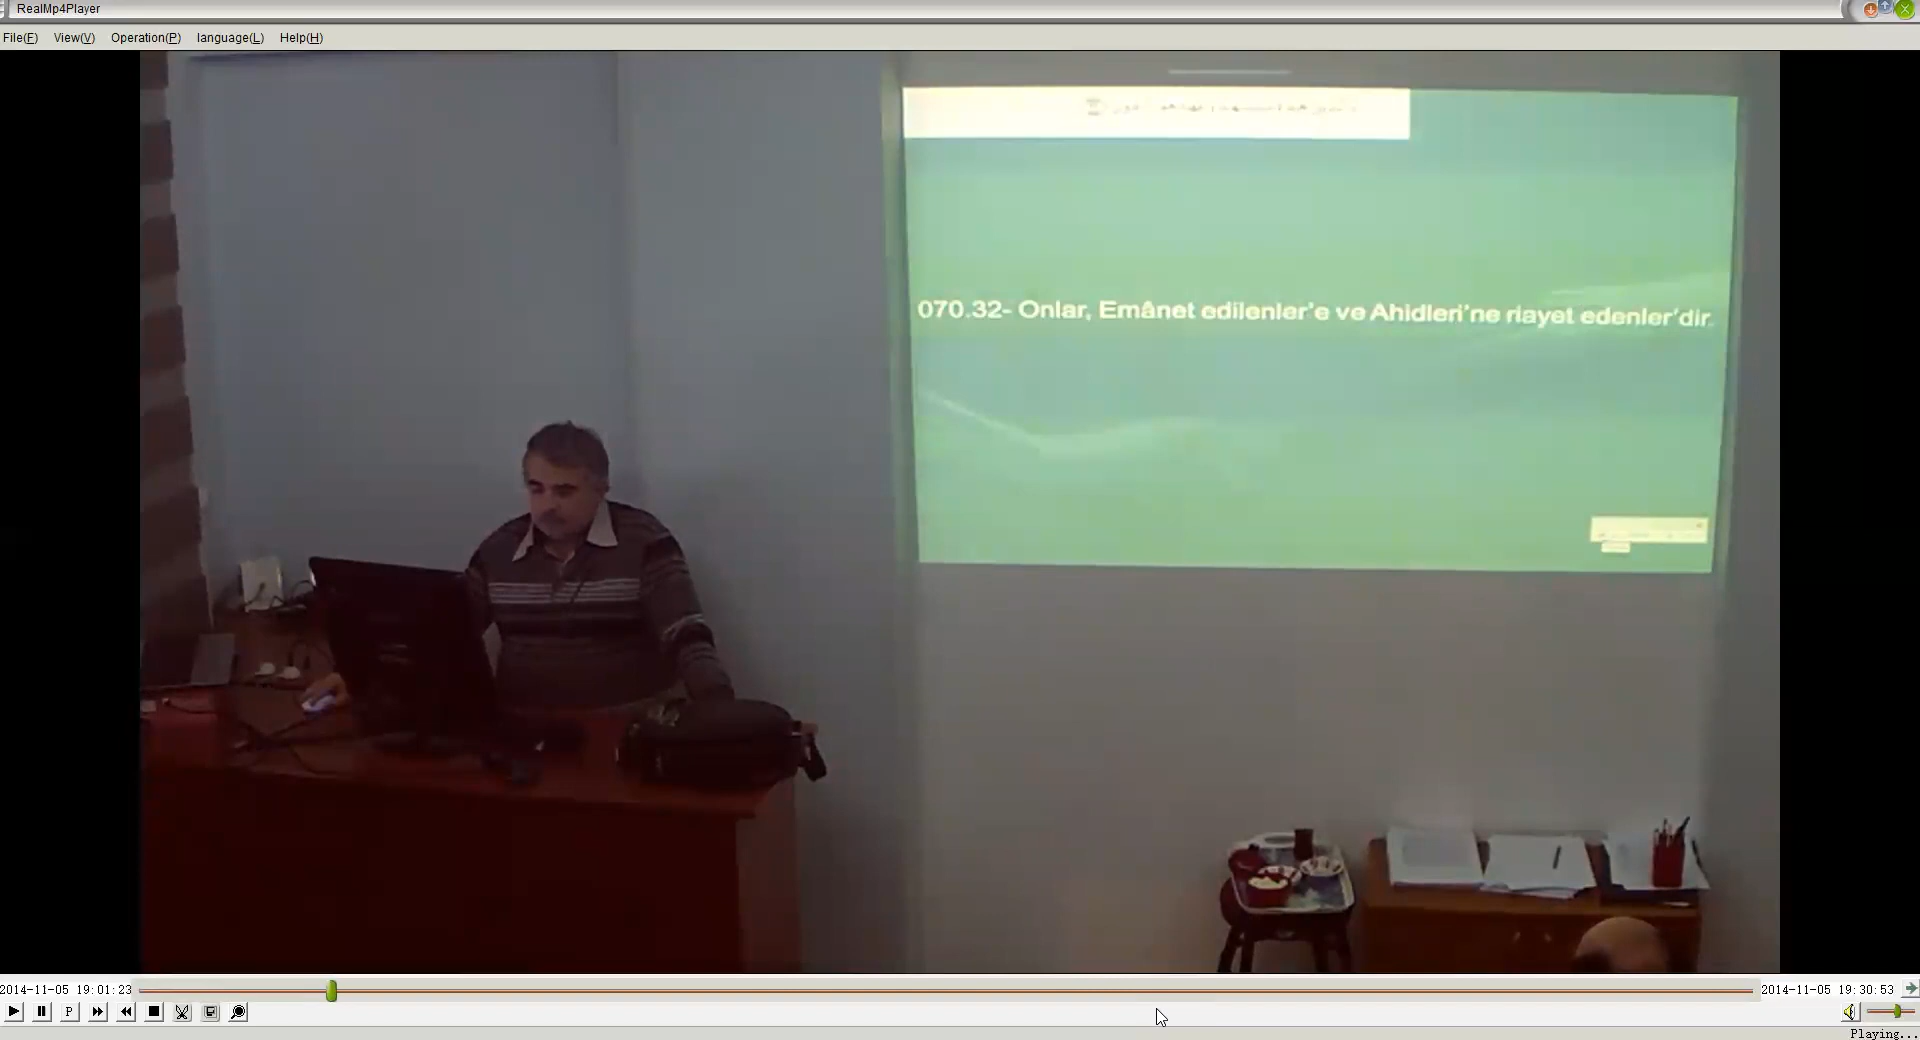 RealMp4Player
File(F) View(V) Operation(P) language(L) Help(H)
070.32- Onlar, Emânet edilenler'e ve Ahidleri'ne riayet edenler'dir.
2014-11-05 19:01:23
2014-11-05 19:30:53
P
Playing...